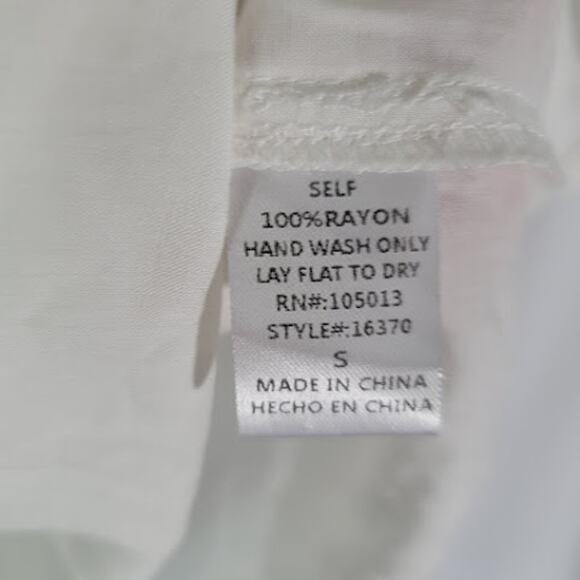 SELF
100%RAYON
HAND WASH ONLY
LAY FLAT TO DRY
RN#:105013
STYLE#:16370
S
MADE IN CHINA
HECHO EN CHINA